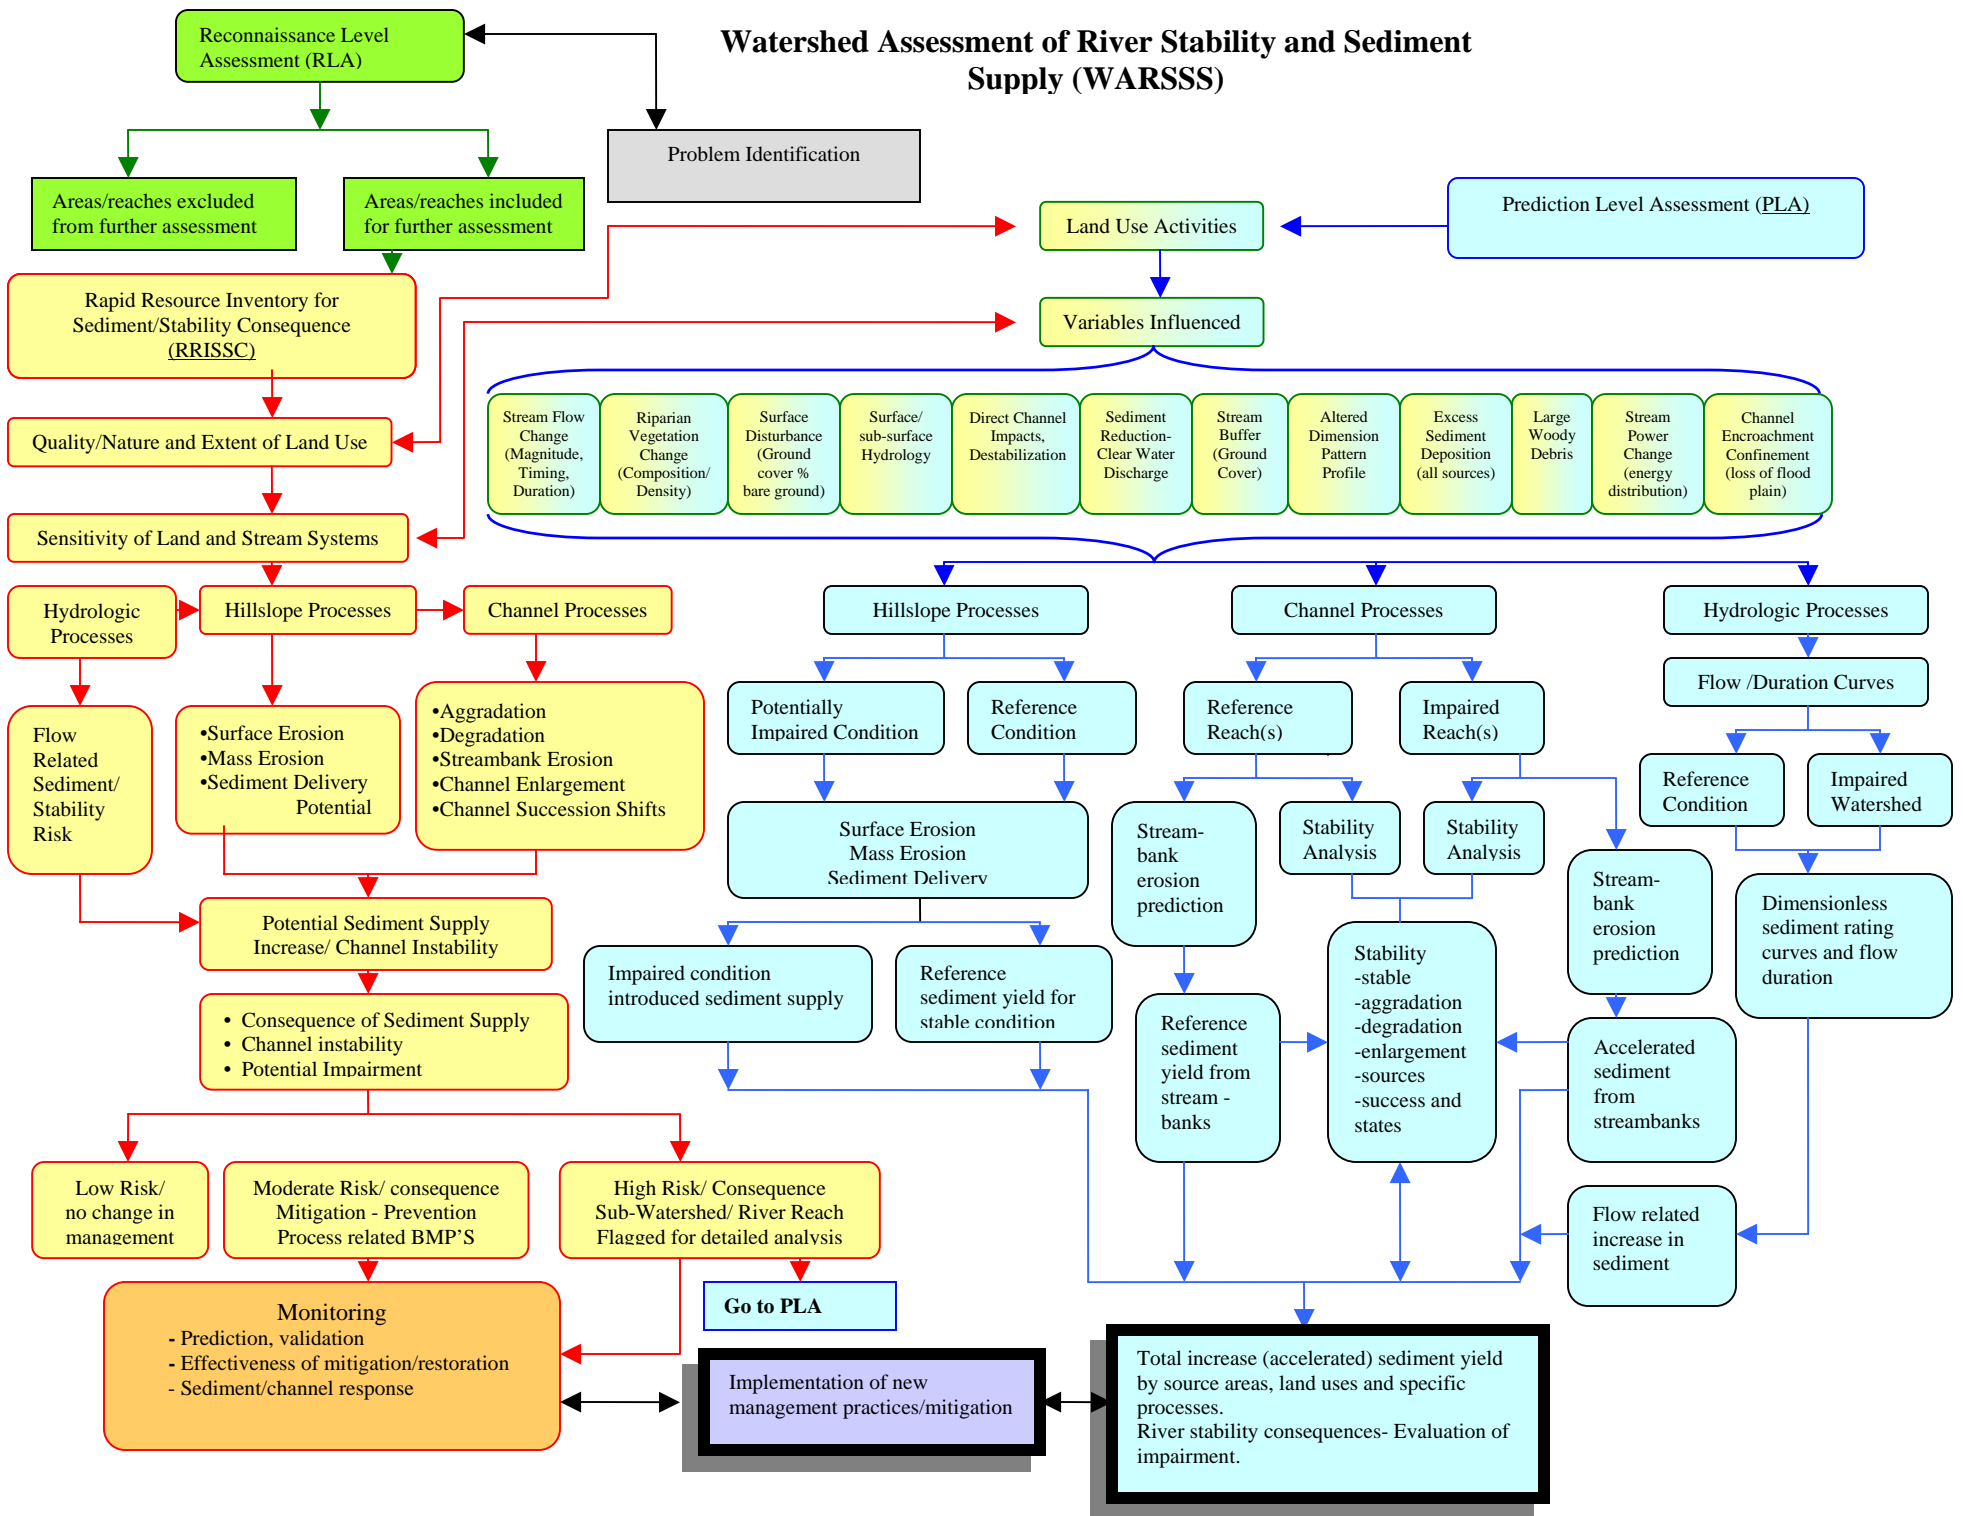 Watershed Assessment of River Stability and Sediment
Supply (WARSSS)
Reconnaissance Level
Assessment (RLA)
Problem Identification
Areas/reaches excluded
from further assessment
Areas/reaches included
for further assessment
Prediction Level Assessment (PLA)
Land Use Activities
Rapid Resource Inventory for
Sediment/Stability Consequence
(RRISSC)
Variables Influenced
Quality/Nature and Extent of Land Use
Stream Flow
Change
(Magnitude,
Timing,
Duration)
Riparian
Vegetation
Change
(Composition/
Density)
Surface
Disturbance
(Ground
cover %
bare ground)
Surface/
sub-surface
Hydrology
Direct Channel
Impacts,
Destabilization
Sediment
Reduction-
Clear Water
Discharge
Stream
Buffer
(Ground
Cover)
Altered
Dimension
Pattern
Profile
Excess
Sediment
Deposition
(all sources)
Large
Woody
Debris
Stream
Power
Change
(energy
distribution)
Channel
Encroachment
Confinement
(loss of flood
plain)
Sensitivity of Land and Stream Systems
Hydrologic
Processes
Hillslope Processes
Channel Processes
Hillslope Processes
Channel Processes
Hydrologic Processes
Flow /Duration Curves
Flow
Related
Sediment/
Stability
Risk
•Surface Erosion
•Mass Erosion
•Sediment Delivery
Potential
•Aggradation
•Degradation
•Streambank Erosion
•Channel Enlargement
•Channel Succession Shifts
Potentially
Impaired Condition
Reference
Condition
Reference
Reach(s)
Impaired
Reach(s)
Reference
Condition
Impaired
Watershed
Surface Erosion
Mass Erosion
Sediment Delivery
Stream-
bank
erosion
prediction
Stability
Analysis
Stability
Analysis
Stream-
bank
erosion
prediction
Dimensionless
sediment rating
curves and flow
duration
Potential Sediment Supply
Increase/ Channel Instability
Impaired condition
introduced sediment supply
Reference
sediment yield for
stable condition
Stability
-stable
-aggradation
-degradation
-enlargement
-sources
-success and
states
Reference
sediment
yield from
stream -
banks
Accelerated
sediment
from
streambanks
• Consequence of Sediment Supply
• Channel instability
• Potential Impairment
Low Risk/
no change in
management
Moderate Risk/ consequence
Mitigation - Prevention
Process related BMP'S
High Risk/ Consequence
Sub-Watershed/ River Reach
Flagged for detailed analysis
Flow related
increase in
sediment
Go to PLA
Monitoring
- Prediction, validation
- Effectiveness of mitigation/restoration
- Sediment/channel response
Implementation of new
management practices/mitigation
Total increase (accelerated) sediment yield
by source areas, land uses and specific
processes.
River stability consequences- Evaluation of
impairment.